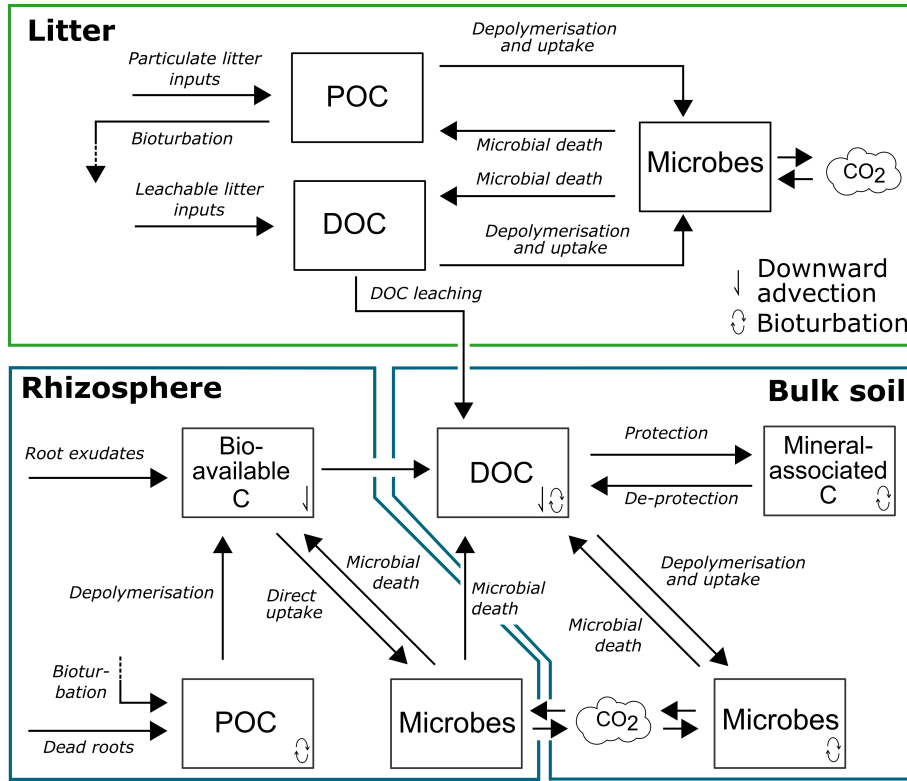 Litter
Depolymerisation
and uptake
Particulate litter
inputs
POC
Bioturbation
Microbial death
Microbes
CO2
Microbial death
Leachable litter
inputs
DOC
Depolymerisation
and uptake
Downward
advection
DOC leaching
Bioturbation
Rhizosphere
Bulk soil
Root exudates
Bio-
available
C
DOC
Protection
De-protection
Mineral-
associated
C
Depolymerisation
Direct
uptake
Microbial
death
Microbial
death
Depolymerisation
and uptake
Microbial
death
Biotur-
bation
Dead roots
POC
Microbes
CO2
Microbes